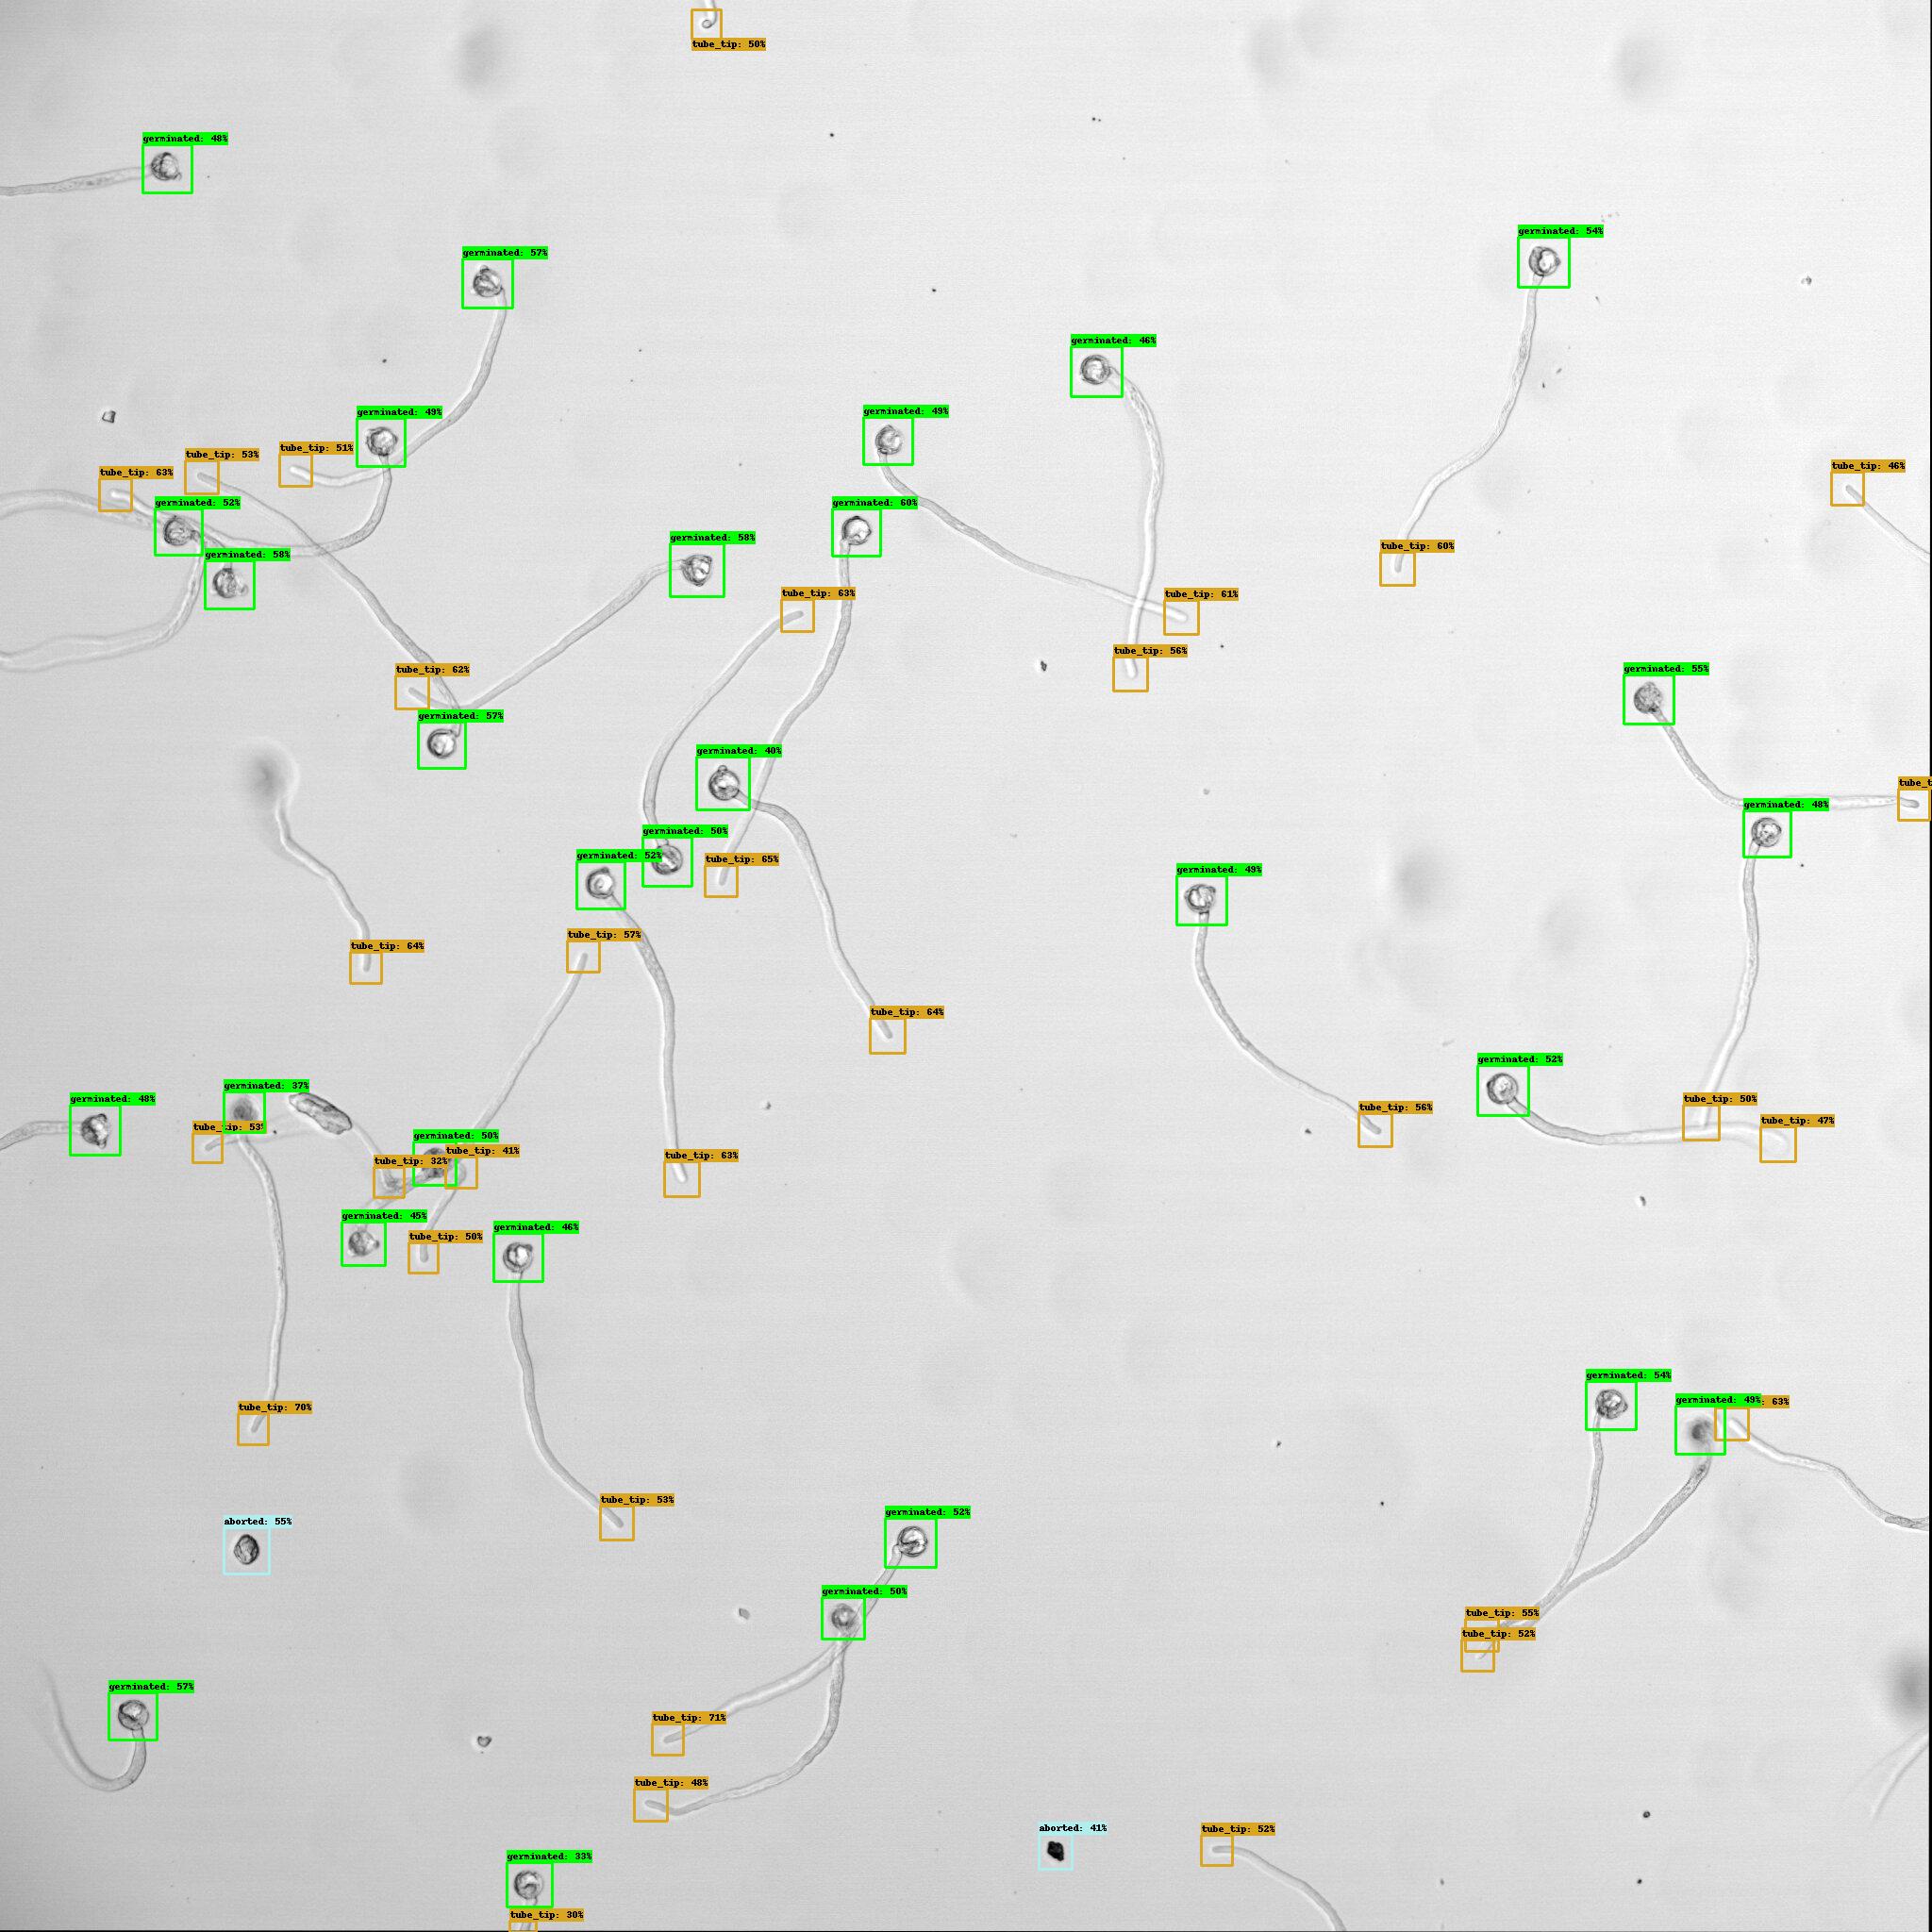 tube_tip: 50%
germinated: 48%
germinated: 54%
germinated: 57%
germinated: 46%
germinated: 49%
germinated: 49%
tube_tip: 51%
tube_tip: 53%
tube_tip: 46%
tube_tip: 63%
germinated: 52%
germinated: 60%
germinated: 58%
tube_tip: 60%
germinated: 58%
tube_tip: 63%
tube_tip: 61%
tube_tip: 56%
germinated: 55%
tube_tip: 62%
germinated: 57%
germinated: 40%
tube_t
germinated: 48%
germinated: 50%
germinated: 52%
tube_tip: 65%
germinated: 49%
tube_tip: 57%
tube_tip: 64%
tube_tip: 64%
germinated: 52%
germinated: 37%
germinated: 48%
tube_tip: 50%
tube_tip: 56%
tube_tip: 47%
tube_tip: 53%
germinated: 50%
tube_tip: 41%
tube_tip: 63%
tube_tip: 32%
germinated: 45%
germinated: 46%
tube_tip: 50%
germinated: 54%
germinated: 49%
: 63%
tube_tip: 70%
tube_tip: 53%
germinated: 52%
aborted: 55%
germinated: 50%
tube_tip: 55%
tube_tip: 52%
germinated: 57%
tube_tip: 71%
tube_tip: 48%
aborted: 41%
tube_tip: 52%
germinated: 33%
tube_tip: 30%